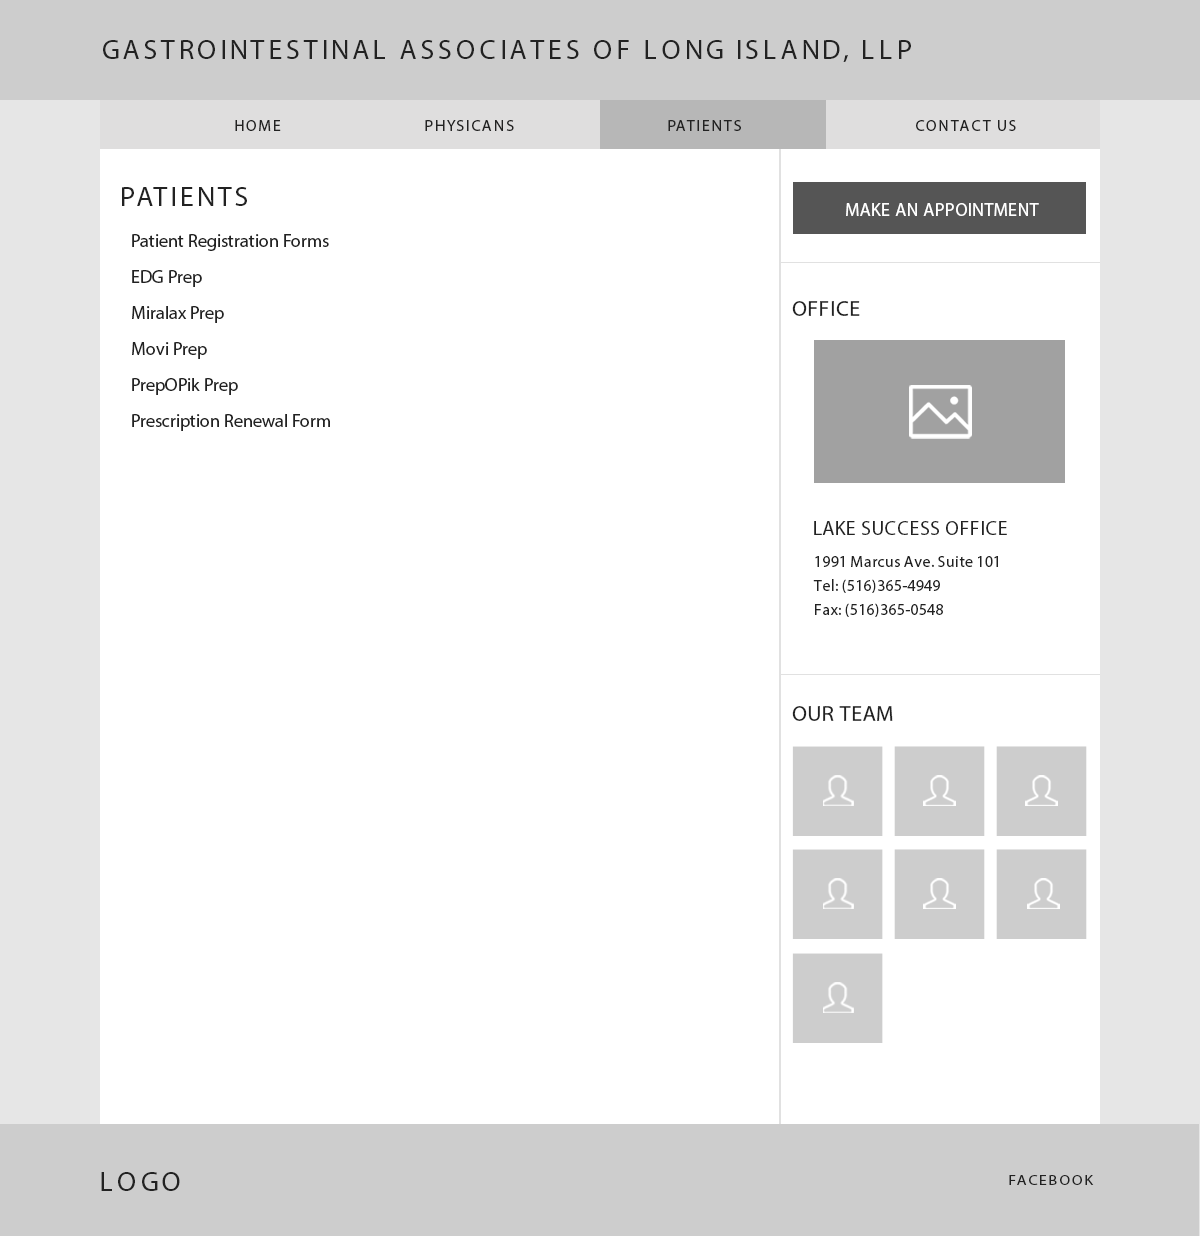 GASTROINTESTINAL ASSOCIATES OF LONG ISLAND, LLP
HOME
PHYSICANS
PATIENTS
CONTACT US
PATIENTS
Patient Registration Forms
EDG Prep
Miralax Prep
Movi Prep
PrepOPik Prep
Prescription Renewal Form
MAKE AN APPOINTMENT
OFFICE
LAKE SUCCESS OFFICE
1991 Marcus Ave. Suite 101
Tel: (516)365-4949
Fax: (516)365-0548
OUR TEAM
LOGO
FACEBOOK